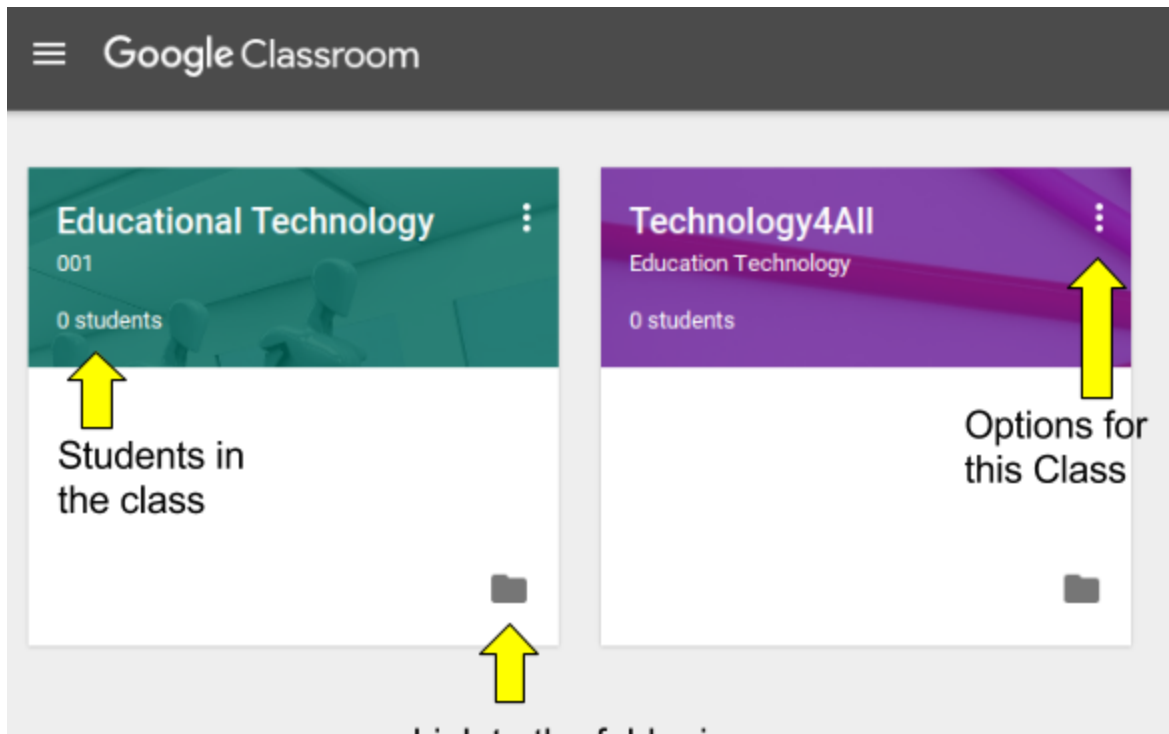 Google Classroom
Educational Technology
001
0 students
Technology4All
Education Technology
0 students
Students in
the class
Options for
this Class